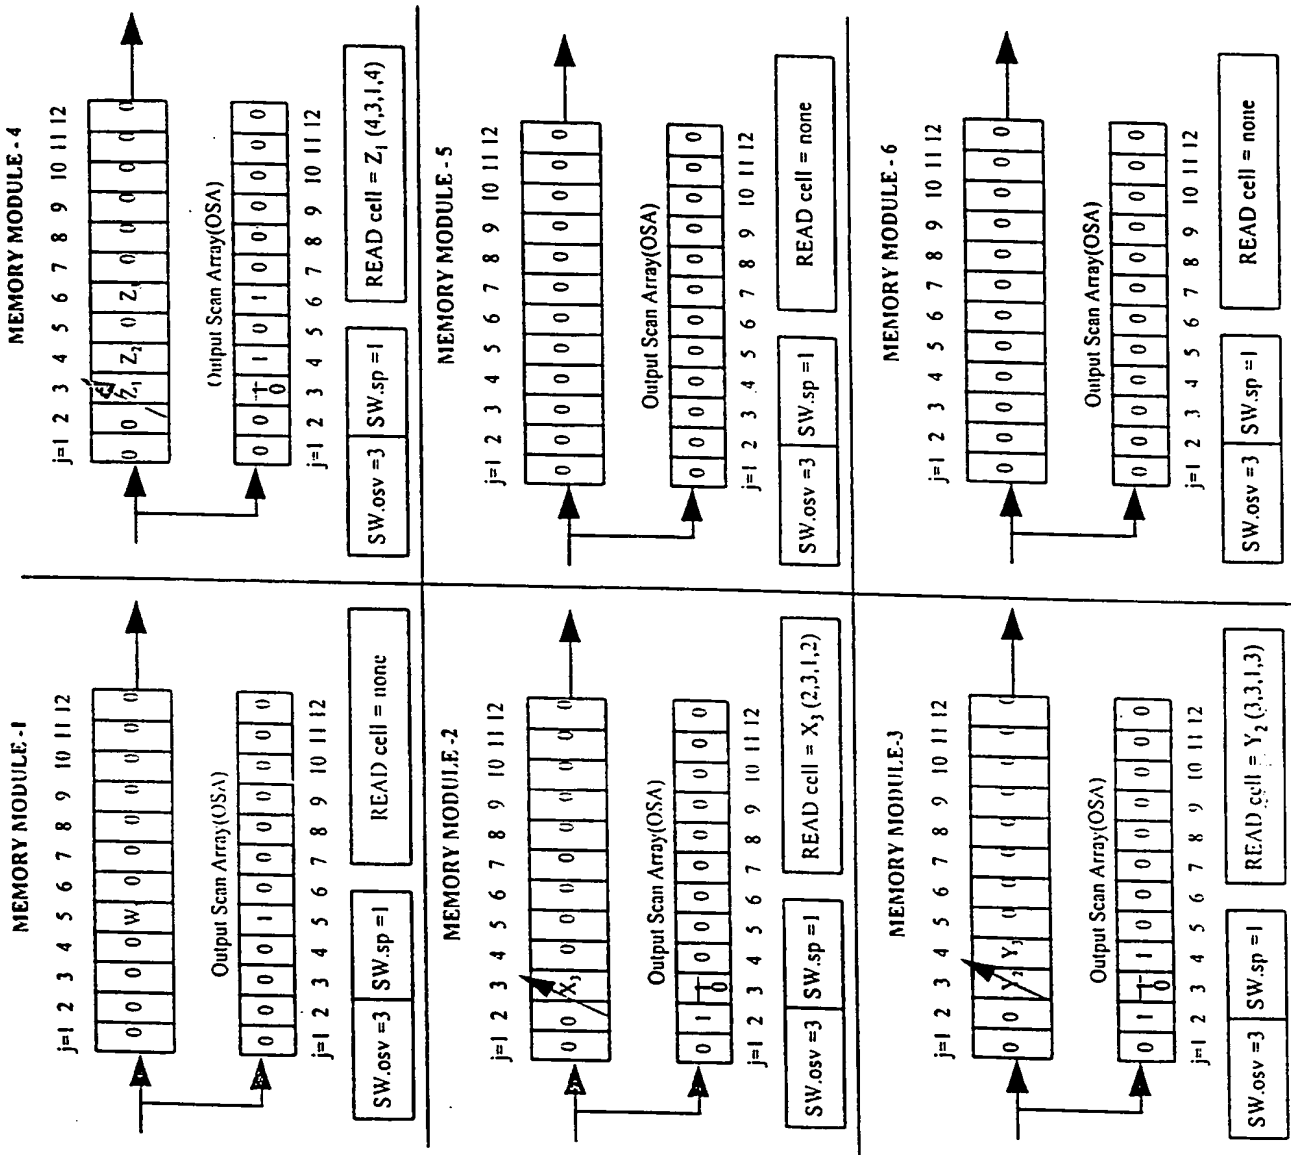 MEMORY MODULE-1
j=1 2 3 4 5 6 7 8 9 10 11 12
0 0 0 0 W 0 0 0 0 0 0 0
Output Scan Array(OSA)
0 0 0 0 1 0 0 0 0 0 0 0
j=1 2 3 4 5 6 7 8 9 10 11 12
SW.osv =3 SW.sp =1 READ cell = none
MEMORY MODULE - 4
j=1 2 3 4 5 6 7 8 9 10 11 12
0 0 Z₁ Z₂ 0 0 0 0 0 0 0
Output Scan Array(OSA)
0 0 1 1 0 1 0 0 0 0 0 0
0
j=1 2 3 4 5 6 7 8 9 10 11 12
SW.osv =3 SW.sp =1 READ cell = Z₁ (4,3,1,4)
MEMORY MODULE -2
j=1 2 3 4 5 6 7 8 9 10 11 12
0 0 X₃ 0 0 0 0 0 0 0 0 0
Output Scan Array(OSA)
0 1 1 0 0 0 0 0 0 0 0 0
0
j=1 2 3 4 5 6 7 8 9 10 11 12
SW.osv =3 SW.sp =1 READ cell = X₃ (2,3,1,2)
MEMORY MODULE - 5
j=1 2 3 4 5 6 7 8 9 10 11 12
0 0 0 0 0 0 0 0 0 0 0 0
Output Scan Array(OSA)
0 0 0 0 0 0 0 0 0 0 0 0
j=1 2 3 4 5 6 7 8 9 10 11 12
SW.osv =3 SW.sp =1 READ cell = none
MEMORY MODULE-3
j=1 2 3 4 5 6 7 8 9 10 11 12
0 0 Y₂ Y₃ 0 0 0 0 0 0 0 0
Output Scan Array(OSA)
0 1 1 1 0 0 0 0 0 0 0 0
0
j=1 2 3 4 5 6 7 8 9 10 11 12
SW.osv =3 SW.sp =1 READ cell = Y₂ (3,3,1,3)
MEMORY MODULE - 6
j=1 2 3 4 5 6 7 8 9 10 11 12
0 0 0 0 0 0 0 0 0 0 0 0
Output Scan Array(OSA)
0 0 0 0 0 0 0 0 0 0 0 0
j=1 2 3 4 5 6 7 8 9 10 11 12
SW.osv =3 SW.sp =1 READ cell = none